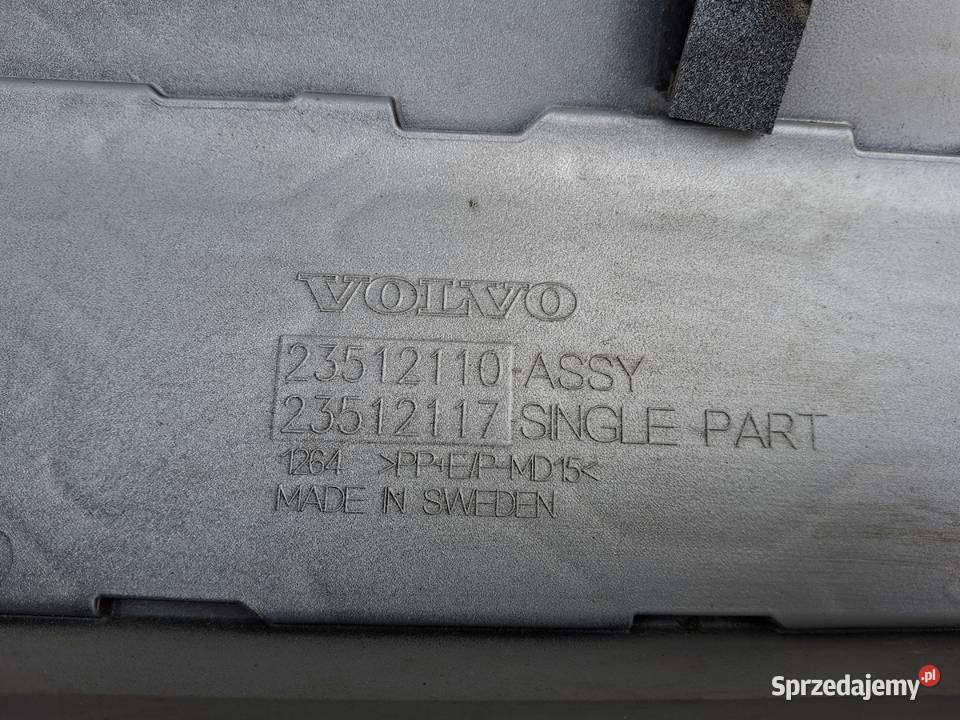 VOLVO
23512110 ASSY
23512117 SINGLE PART
1264 >PP+E/P-MD15<
MADE IN SWEDEN
Sprzedajemy.pl